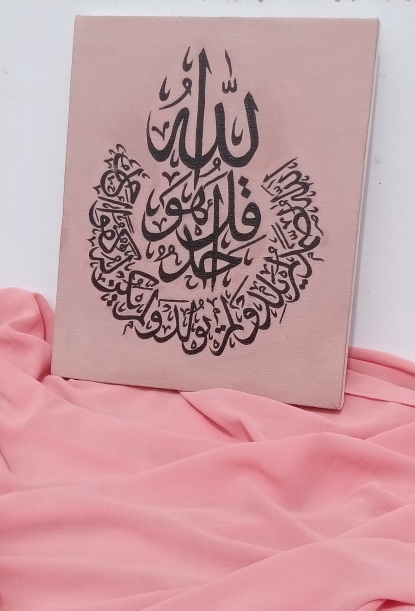 قل هو
الله
أحد
الله الصمد لم يلد ولم يولد ولم يكن له كفوا أحد